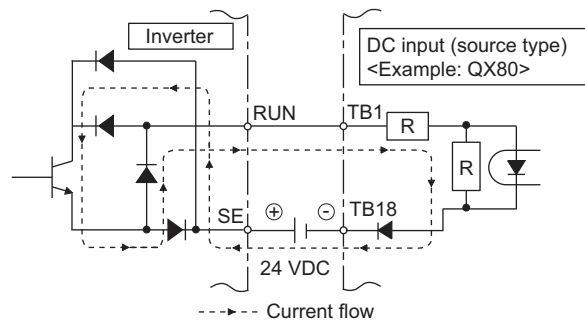 Inverter
DC input (source type)
<Example: QX80>
RUN
TB1
R
R
SE
⊕
⊖
TB18
24 VDC
Current flow